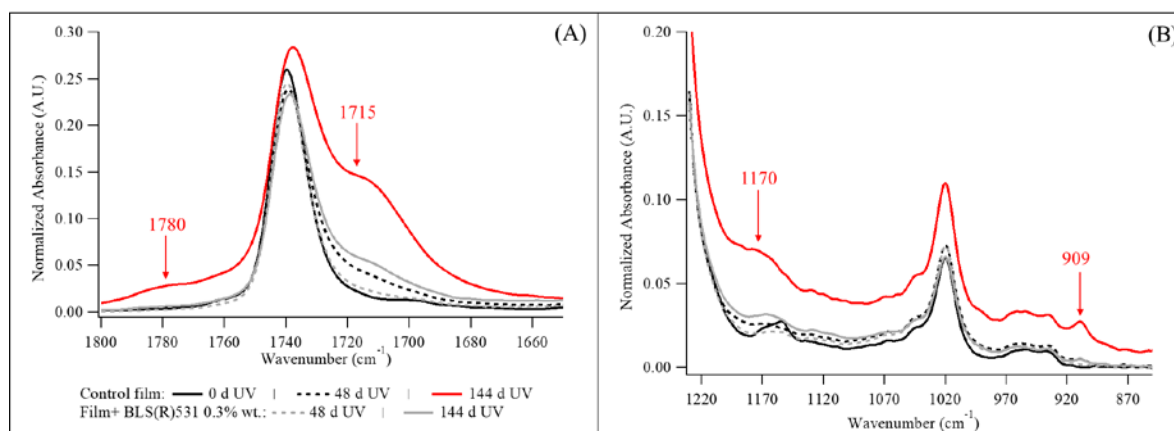 (A)
Normalized Absorbance (A.U.)
0.30
0.25
0.20
0.15
0.10
0.05
0.00
1780
1715
1800 1780 1760 1740 1720 1700 1680 1660
Wavenumber (cm-1)
(B)
Normalized Absorbance (A.U.)
0.20
0.15
0.10
0.05
0.00
1170
909
1220 1170 1120 1070 1020 970 920 870
Wavenumber (cm-1)
Control film: 0 d UV | 48 d UV | 144 d UV
Film+ BLS(R)531 0.3% wt.: 48 d UV | 144 d UV